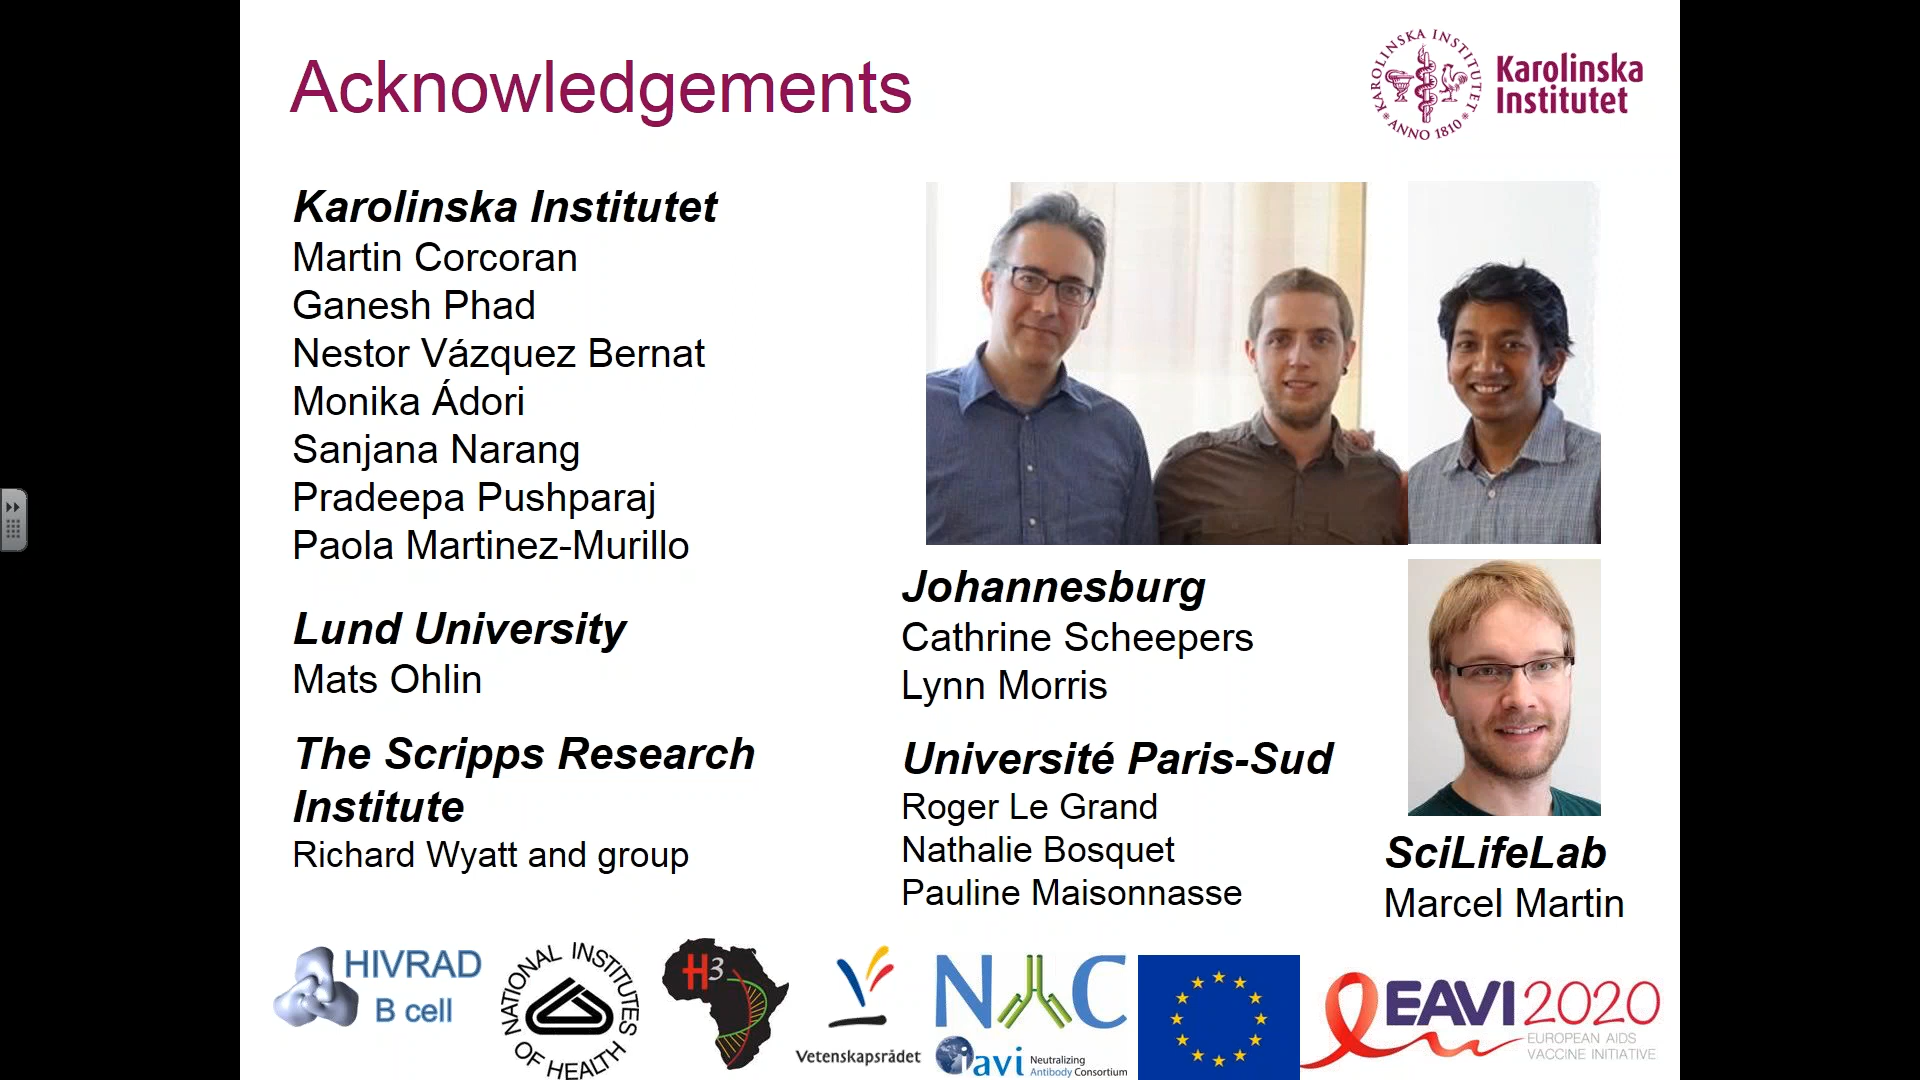 Acknowledgements
KAROLINSKA INSTITUTET
ANNO 1810
Karolinska
Institutet
Karolinska Institutet
Martin Corcoran
Ganesh Phad
Nestor Vázquez Bernat
Monika Ádori
Sanjana Narang
Pradeepa Pushparaj
Paola Martinez-Murillo
Lund University
Mats Ohlin
The Scripps Research
Institute
Richard Wyatt and group
Johannesburg
Cathrine Scheepers
Lynn Morris
Université Paris-Sud
Roger Le Grand
Nathalie Bosquet
Pauline Maisonnasse
SciLifeLab
Marcel Martin
HIVRAD
B cell
NATIONAL INSTITUTES
OF HEALTH
H3
Vetenskapsrådet
NAC
iavi
Neutralizing
Antibody Consortium
EAVI2020
EUROPEAN AIDS
VACCINE INITIATIVE